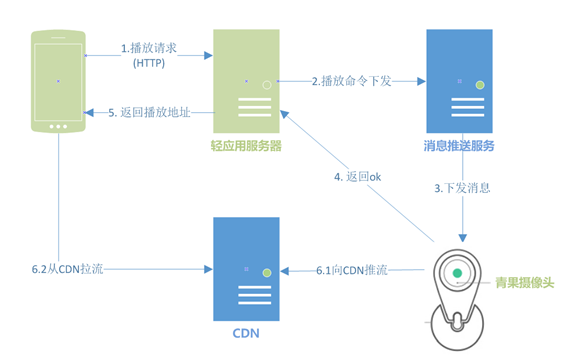 1.播放请求
(HTTP)
2.播放命令下发
5. 返回播放地址
轻应用服务器
消息推送服务
4. 返回ok
3.下发消息
6.2从CDN拉流
6.1向CDN推流
青果摄像头
CDN